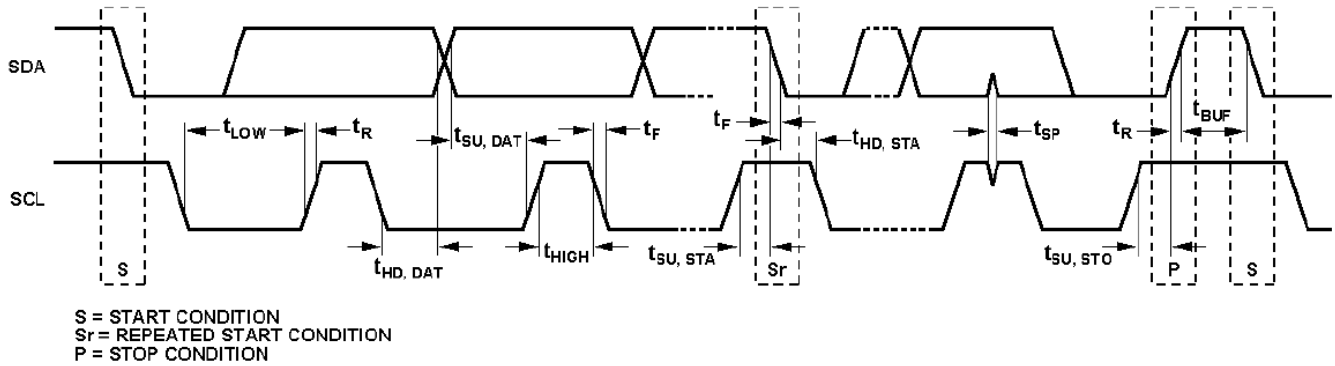 SDA
tLOW
tR
tSU, DAT
tF
tF
tHD, STA
tSP
tR
tBUF
SCL
tHD, DAT
tHIGH
tSU, STA
tSU, STO
S
Sr
P
S
S = START CONDITION
Sr = REPEATED START CONDITION
P = STOP CONDITION